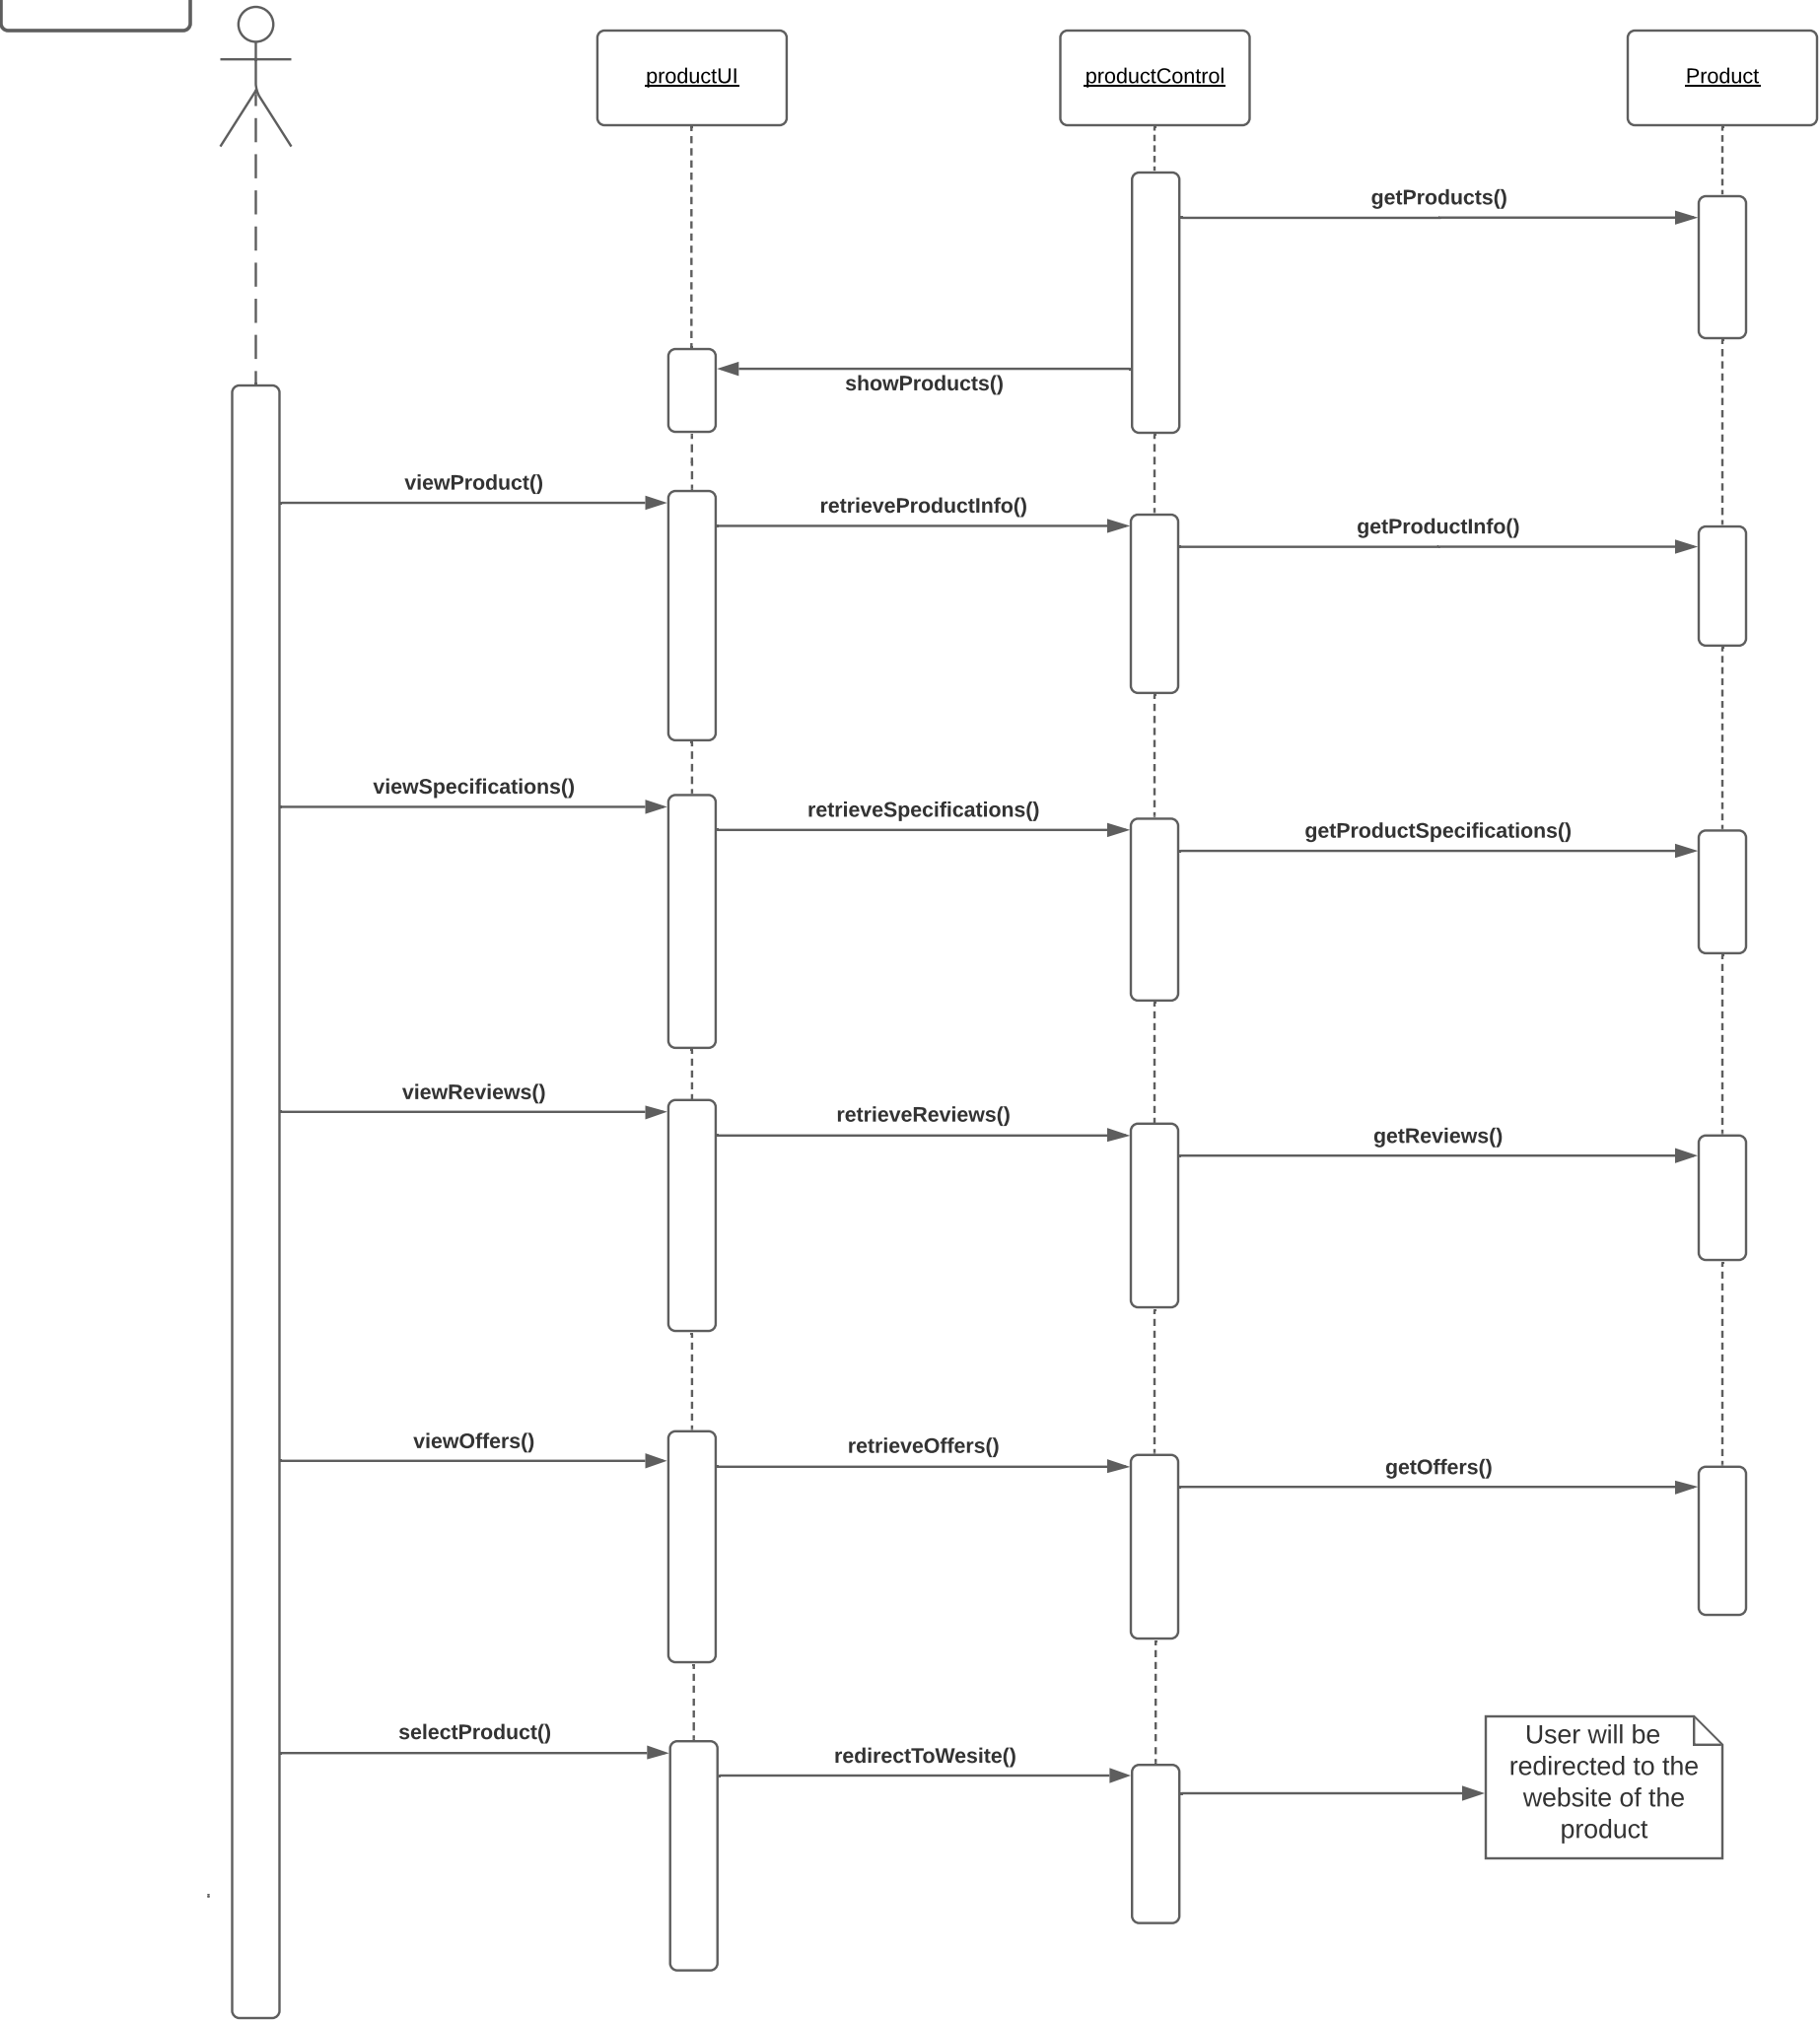 productUI
productControl
Product
getProducts()
showProducts()
viewProduct()
retrieveProductInfo()
getProductInfo()
viewSpecifications()
retrieveSpecifications()
getProductSpecifications()
viewReviews()
retrieveReviews()
getReviews()
viewOffers()
retrieveOffers()
getOffers()
selectProduct()
redirectToWesite()
User will be
redirected to the
website of the
product